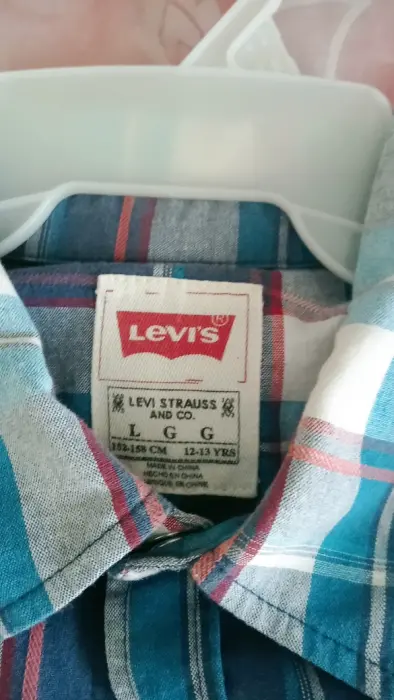 LEVI'S®
LEVI STRAUSS
AND CO.
L G G
152-158 CM 12-13 YRS
MADE IN CHINA
HECHO EN CHINA
FABRIQUÉ EN CHINE